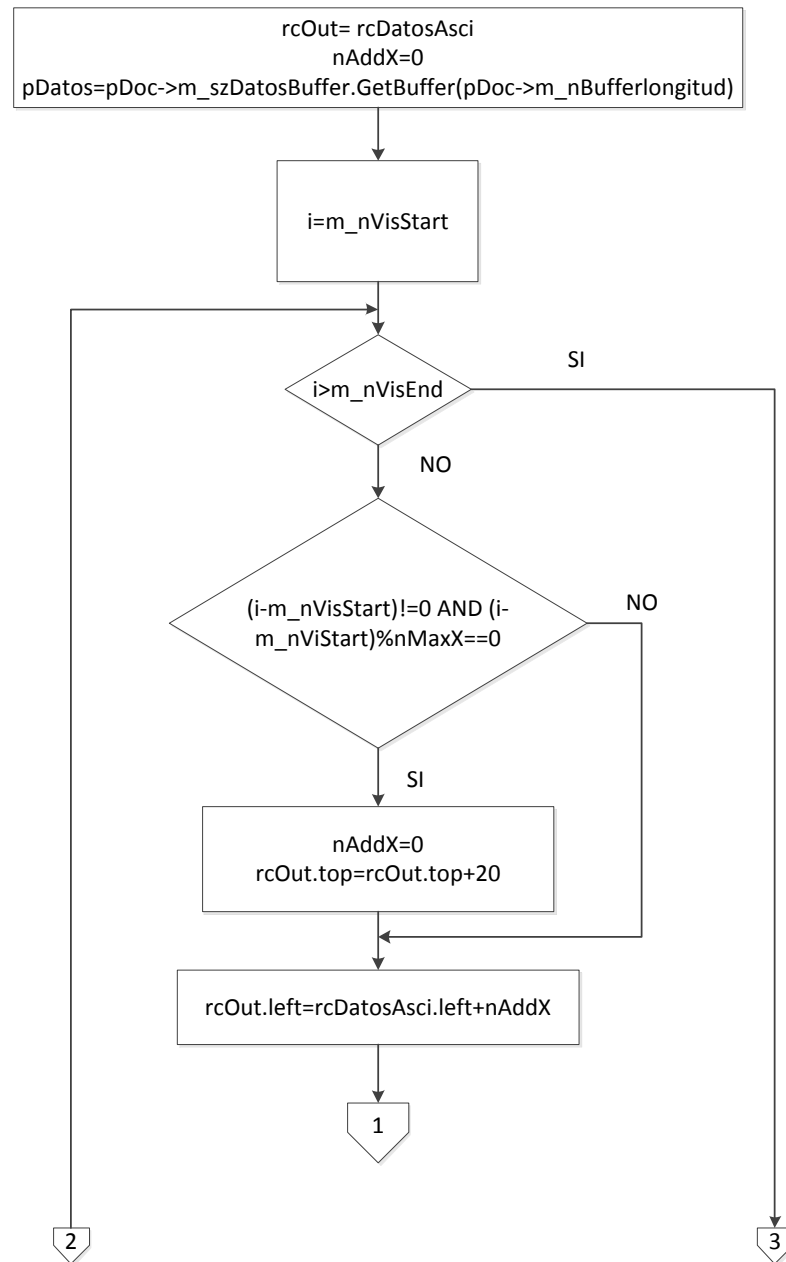 rcOut= rcDatosAsci
nAddX=0
pDatos=pDoc->m_szDatosBuffer.GetBuffer(pDoc->m_nBufferlongitud)
i=m_nVisStart
i>m_nVisEnd
SI
NO
(i-m_nVisStart)!=0 AND (i-
m_nViStart)%nMaxX==0
NO
SI
nAddX=0
rcOut.top=rcOut.top+20
rcOut.left=rcDatosAsci.left+nAddX
1
2
3